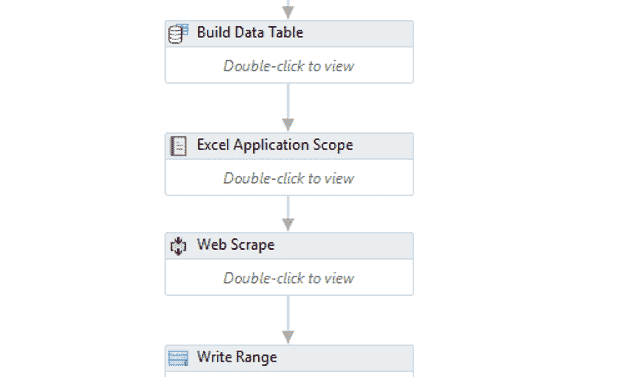 Build Data Table
Double-click to view
Excel Application Scope
Double-click to view
Web Scrape
Double-click to view
Write Range